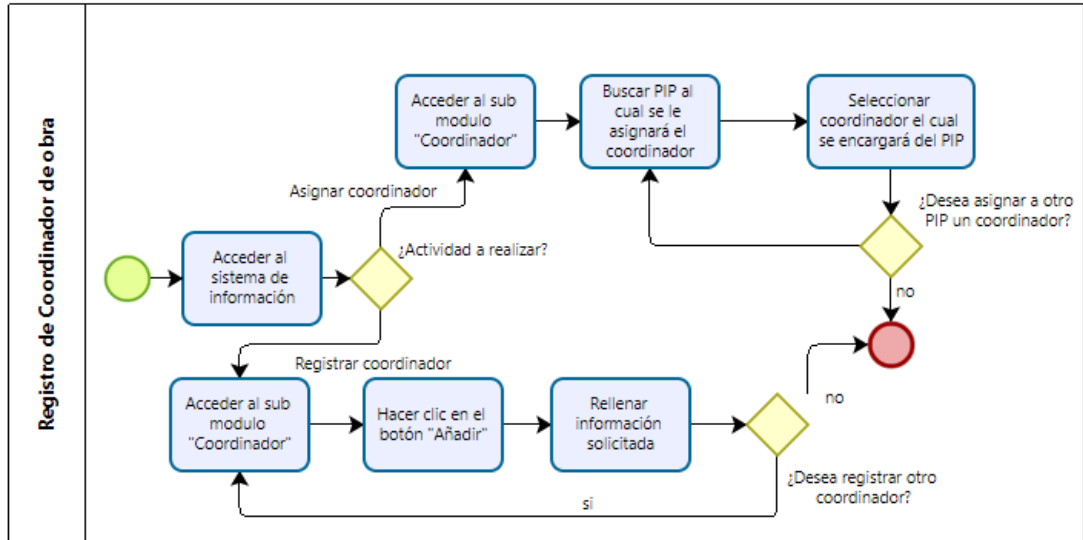 Registro de Coordinador de obra
Acceder al sub
modulo
"Coordinador"
Buscar PIP al
cual se le
asignará el
coordinador
Seleccionar
coordinador el cual
se encargará del PIP
Asignar coordinador
¿Desea asignar a otro
PIP un coordinador?
Acceder al
sistema de
información
¿Actividad a realizar?
no
Registrar coordinador
Acceder al sub
modulo
"Coordinador"
Hacer clic en el
botón "Añadir"
Rellenar
información
solicitada
no
¿Desea registrar otro
coordinador?
si